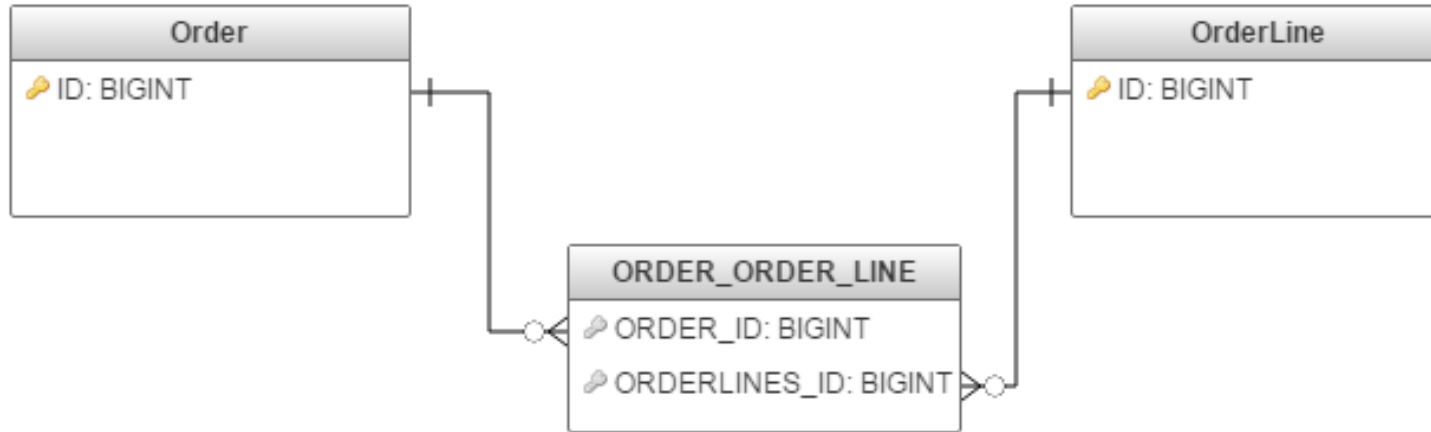 Order
ID: BIGINT
OrderLine
ID: BIGINT
ORDER_ORDER_LINE
ORDER_ID: BIGINT
ORDERLINES_ID: BIGINT